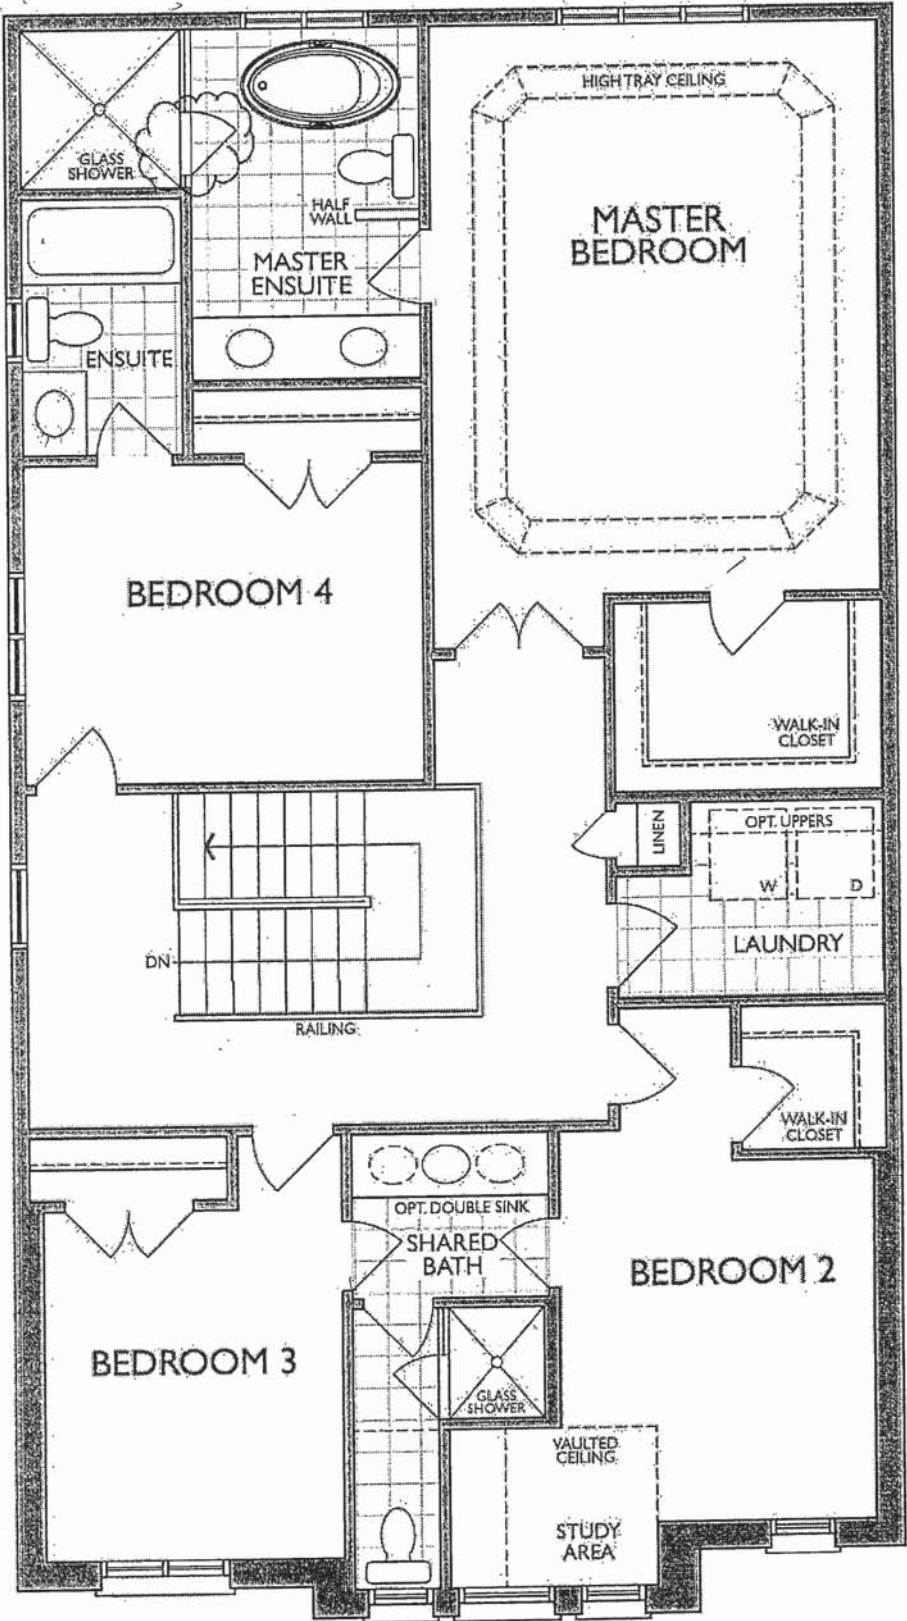 HIGH TRAY CEILING
GLASS
SHOWER
HALF
WALL
MASTER
BEDROOM
MASTER
ENSUITE
ENSUITE
BEDROOM 4
WALK-IN
CLOSET
LINEN
OPT. UPPERS
W
D
LAUNDRY
DN
RAILING
WALK-IN
CLOSET
OPT. DOUBLE SINK
SHARED
BATH
BEDROOM 2
BEDROOM 3
GLASS
SHOWER
VAULTED
CEILING
STUDY
AREA